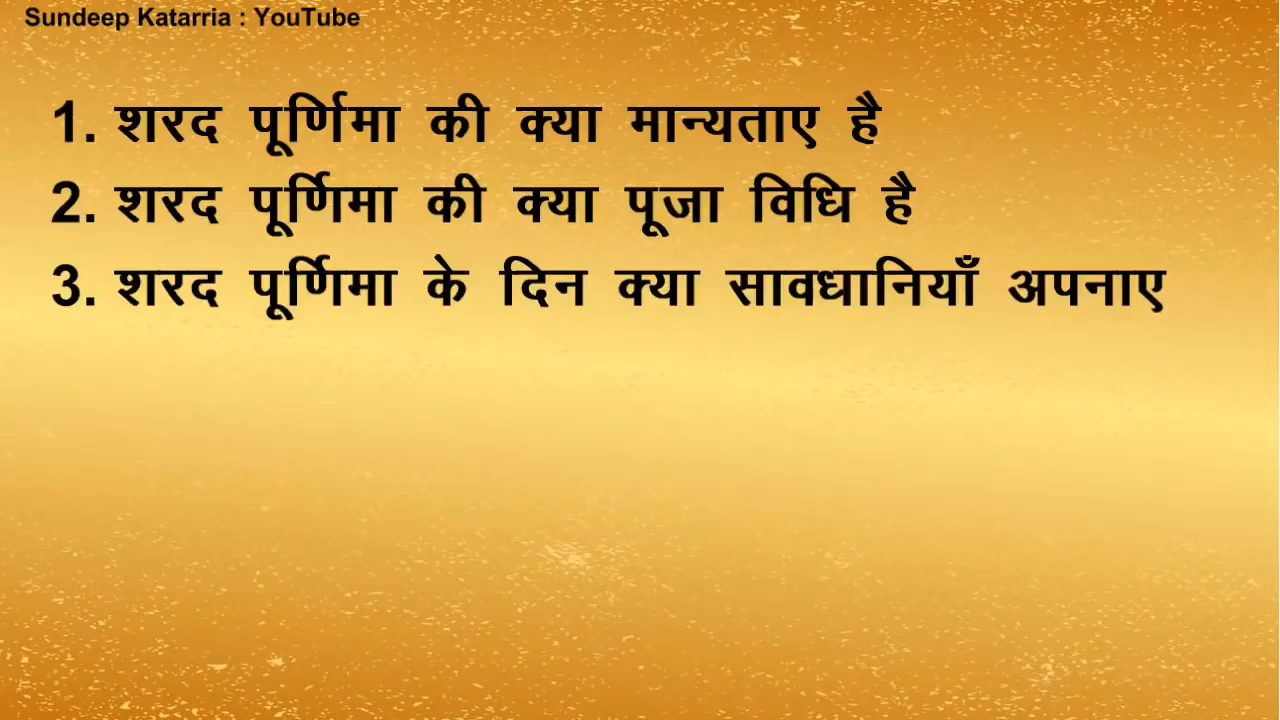 Sundeep Katarria : YouTube
1. शरद पूर्णिमा की क्या मान्यताए है
2. शरद पूर्णिमा की क्या पूजा विधि है
3. शरद पूर्णिमा के दिन क्या सावधानियाँ अपनाए